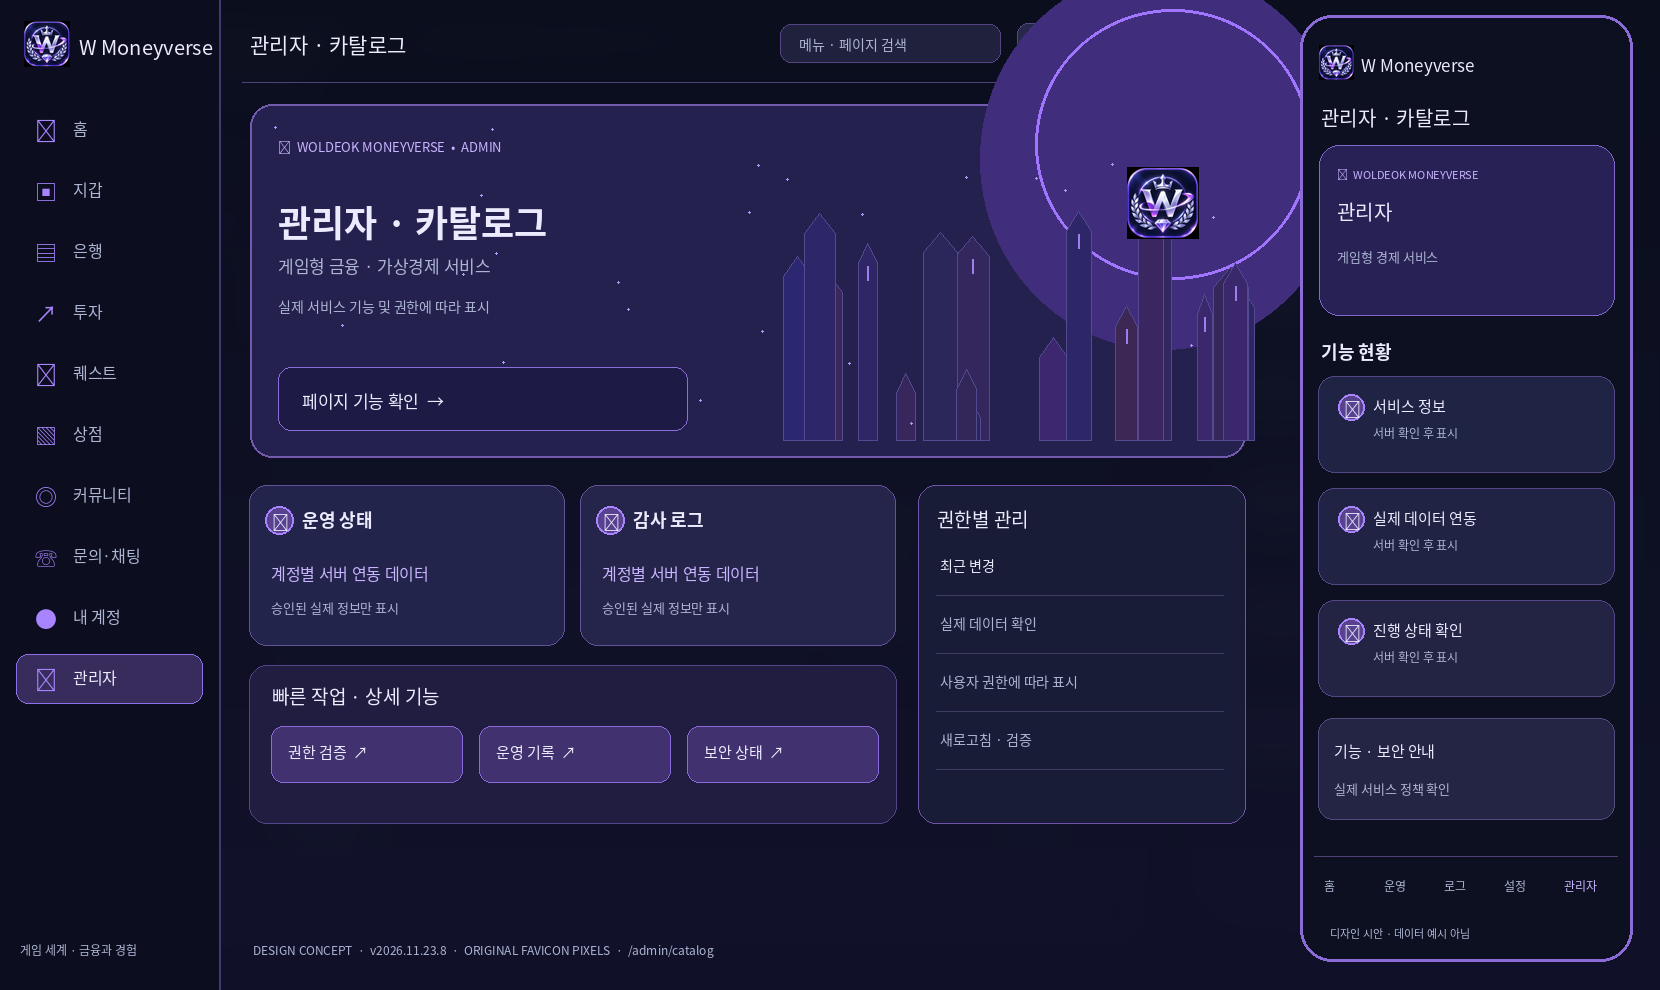 W Moneyverse
홈
지갑
은행
투자
퀘스트
상점
커뮤니티
문의·채팅
내 계정
관리자
게임 세계 · 금융과 경험
관리자 · 카탈로그
메뉴 · 페이지 검색
WOLDEOK MONEYVERSE • ADMIN
관리자 · 카탈로그
게임형 금융 · 가상경제 서비스
실제 서비스 기능 및 권한에 따라 표시
페이지 기능 확인 →
W
운영 상태
계정별 서버 연동 데이터
승인된 실제 정보만 표시
감사 로그
계정별 서버 연동 데이터
승인된 실제 정보만 표시
권한별 관리
최근 변경
실제 데이터 확인
사용자 권한에 따라 표시
새로고침 · 검증
빠른 작업 · 상세 기능
권한 검증 ↗
운영 기록 ↗
보안 상태 ↗
DESIGN CONCEPT · v2026.11.23.8 · ORIGINAL FAVICON PIXELS · /admin/catalog
W Moneyverse
관리자 · 카탈로그
WOLDEOK MONEYVERSE
관리자
게임형 경제 서비스
기능 현황
서비스 정보
서버 확인 후 표시
실제 데이터 연동
서버 확인 후 표시
진행 상태 확인
서버 확인 후 표시
기능 · 보안 안내
실제 서비스 정책 확인
홈 운영 로그 설정 관리자
디자인 시안 · 데이터 예시 아님